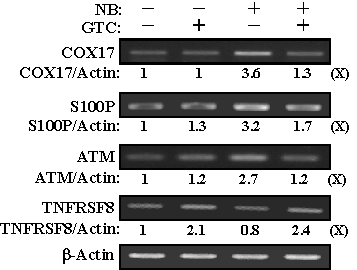 NB: – – + +
GTC: – + – +
COX17
COX17/Actin: 1 1 3.6 1.3 (X)
S100P
S100P/Actin: 1 1.3 3.2 1.7 (X)
ATM
ATM/Actin: 1 1.2 2.7 1.2 (X)
TNFRSF8
TNFRSF8/Actin: 1 2.1 0.8 2.4 (X)
β-Actin